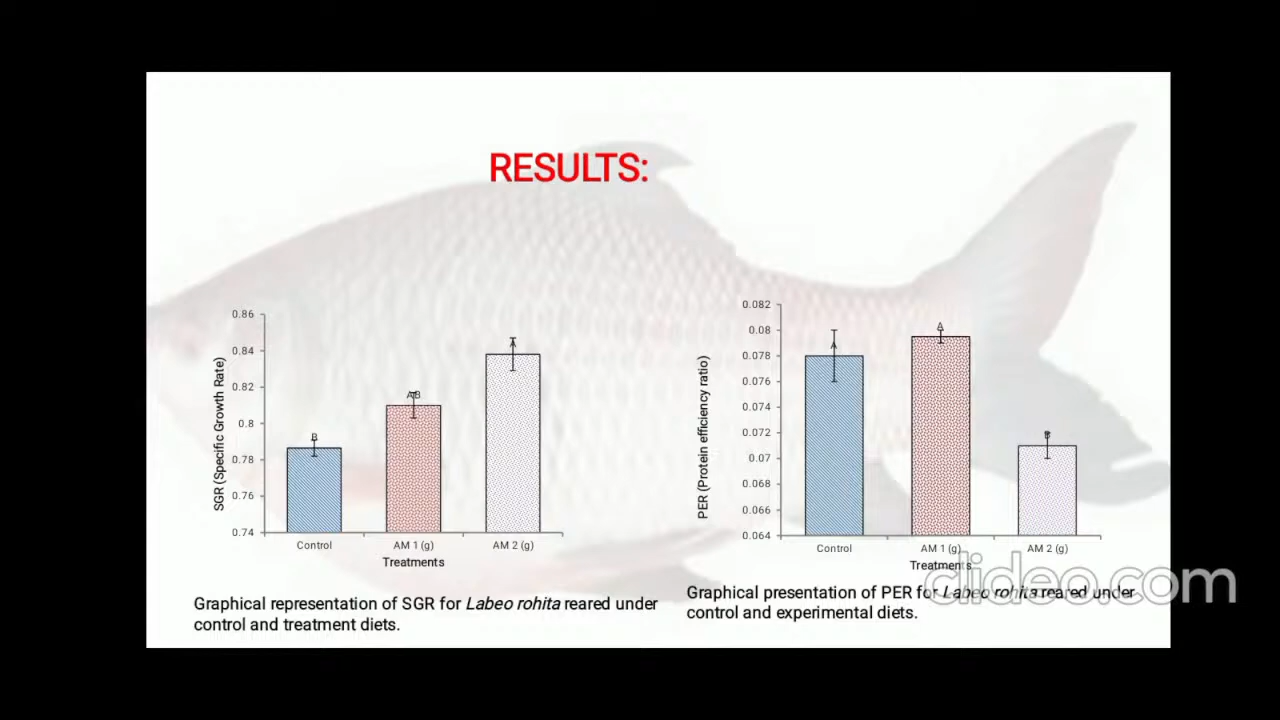 RESULTS:
0.86
0.84
0.82
0.8
0.78
0.76
0.74
SGR (Specific Growth Rate)
B
AB
A
Control
AM 1 (g)
AM 2 (g)
Treatments
Graphical representation of SGR for Labeo rohita reared under
control and treatment diets.
0.082
0.08
0.078
0.076
0.074
0.072
0.07
0.068
0.066
0.064
PER (Protein efficiency ratio)
A
A
B
Control
AM 1 (g)
AM 2 (g)
Treatments
Graphical presentation of PER for Labeo rohita reared under
control and experimental diets.
clideo.com